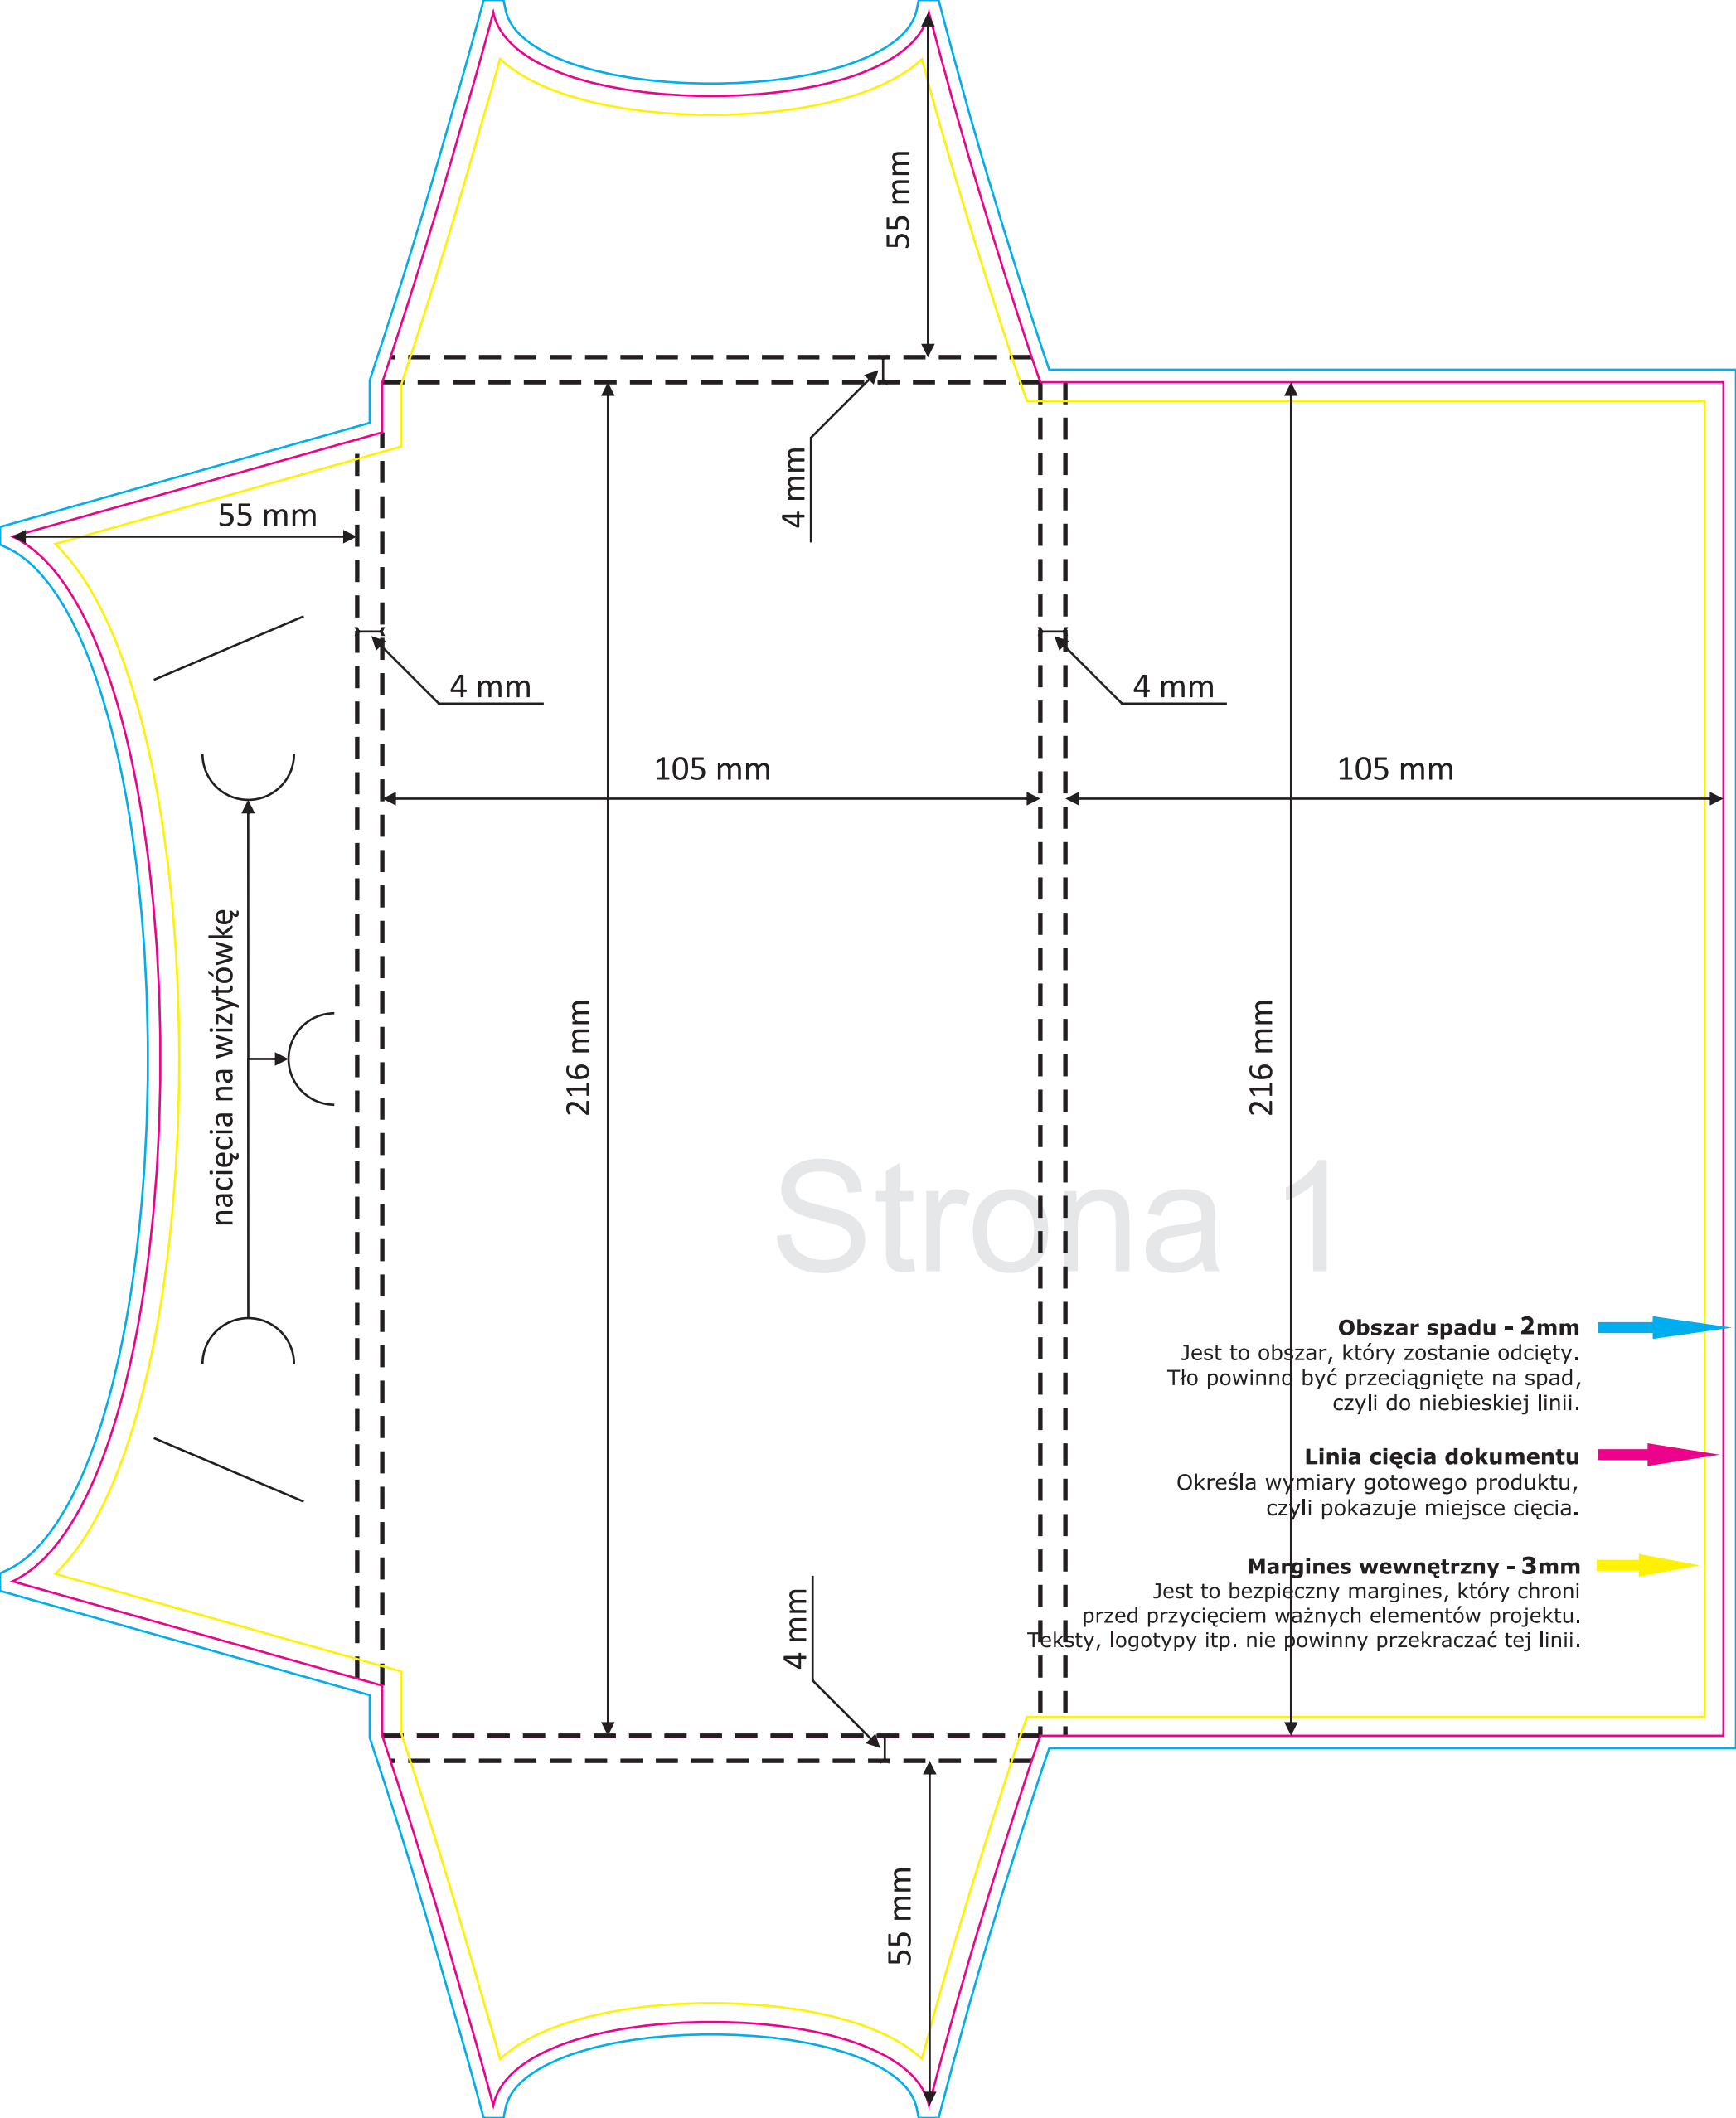 55 mm
4 mm
55 mm
4 mm
4 mm
105 mm
105 mm
nacięcia na wizytówkę
216 mm
216 mm
Strona 1
Obszar spadu - 2mm
Jest to obszar, który zostanie odcięty.
Tło powinno być przeciągnięte na spad,
czyli do niebieskiej linii.
Linia cięcia dokumentu
Określa wymiary gotowego produktu,
czyli pokazuje miejsce cięcia.
Margines wewnętrzny - 3mm
Jest to bezpieczny margines, który chroni
przed przycięciem ważnych elementów projektu.
Teksty, logotypy itp. nie powinny przekraczać tej linii.
4 mm
55 mm